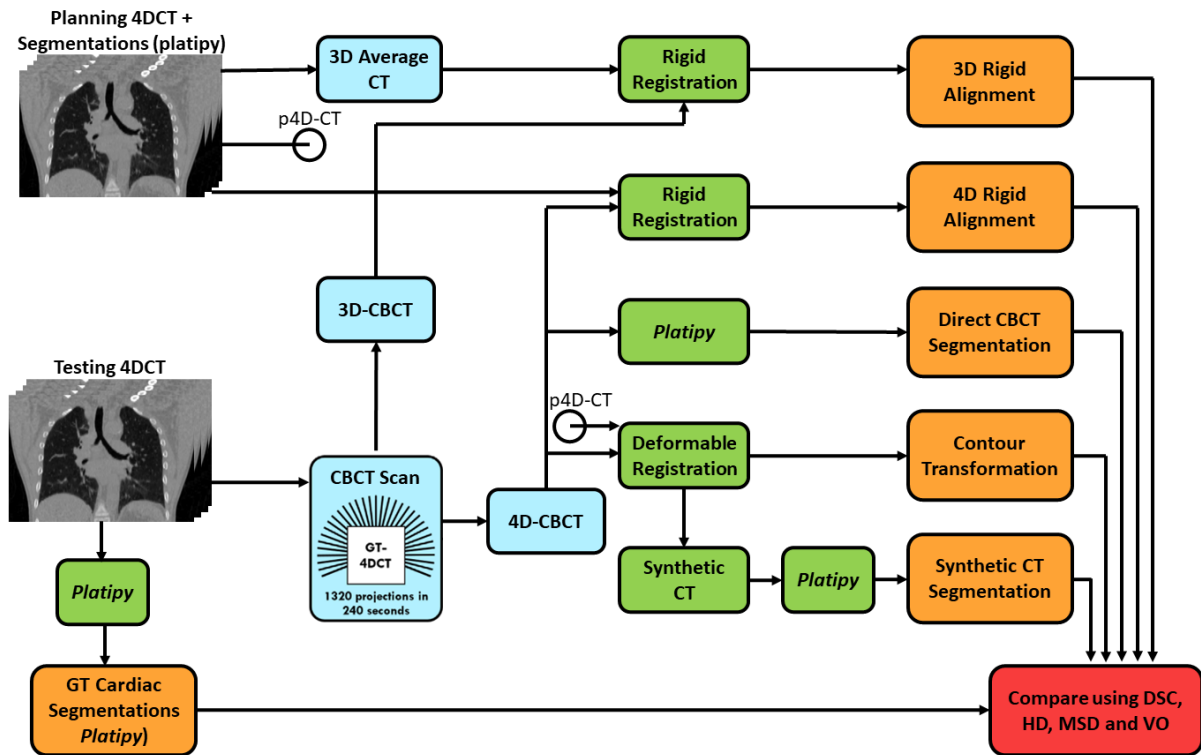 Planning 4DCT +
Segmentations (platipy)
3D Average
CT
Rigid
Registration
3D Rigid
Alignment
p4D-CT
Rigid
Registration
4D Rigid
Alignment
3D-CBCT
Platipy
Direct CBCT
Segmentation
Testing 4DCT
p4D-CT
Deformable
Registration
Contour
Transformation
CBCT Scan
GT-
4DCT
1320 projections in
240 seconds
4D-CBCT
Synthetic
CT
Platipy
Synthetic CT
Segmentation
Platipy
GT Cardiac
Segmentations
Platipy)
Compare using DSC,
HD, MSD and VO